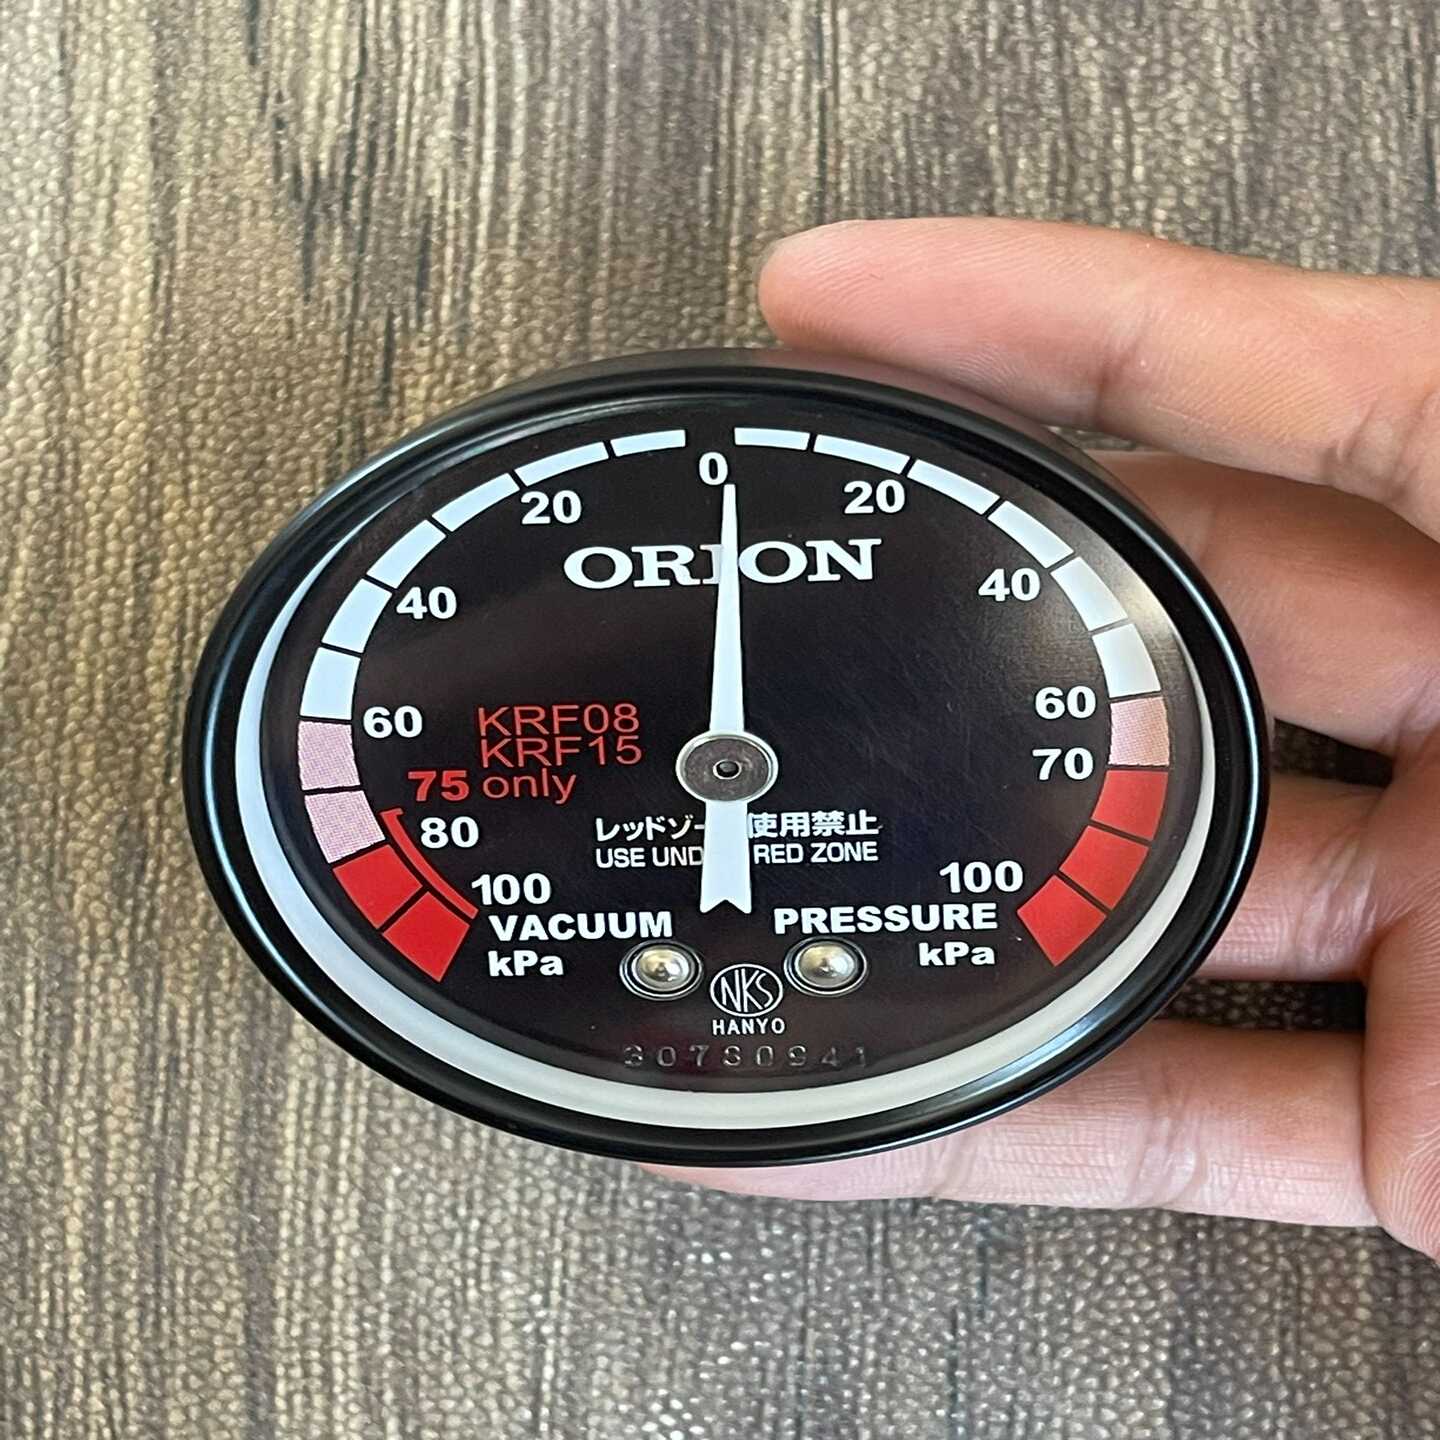 0
20 20
ORION
40 40
60 KRF08 60
KRF15
75 only 70
80 レッドゾー 使用禁止
USE UND RED ZONE
100 100
VACUUM PRESSURE
kPa kPa
NKS
HANYO